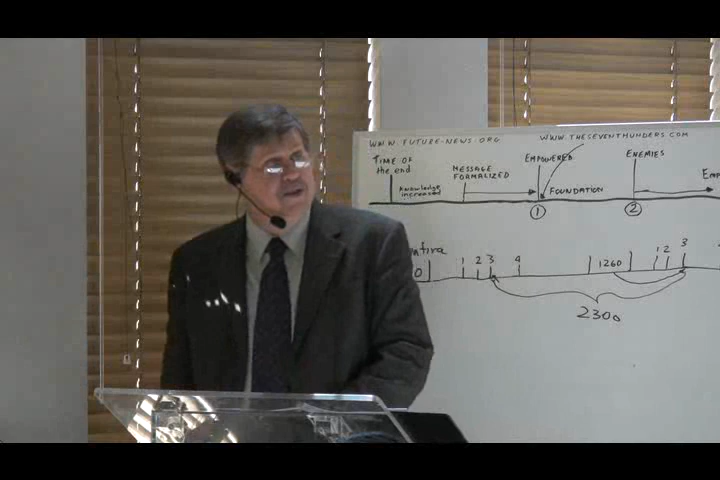 WWW.FUTURE-NEWS.ORG
WWW.THESEVENTHUNDERS.COM
TIME OF
the end
Knowledge
increased
MESSAGE
FORMALIZED
EMPOWERED
FOUNDATION
ENEMIES
1
2
1 2 3 4
1260
1 2 3
2300